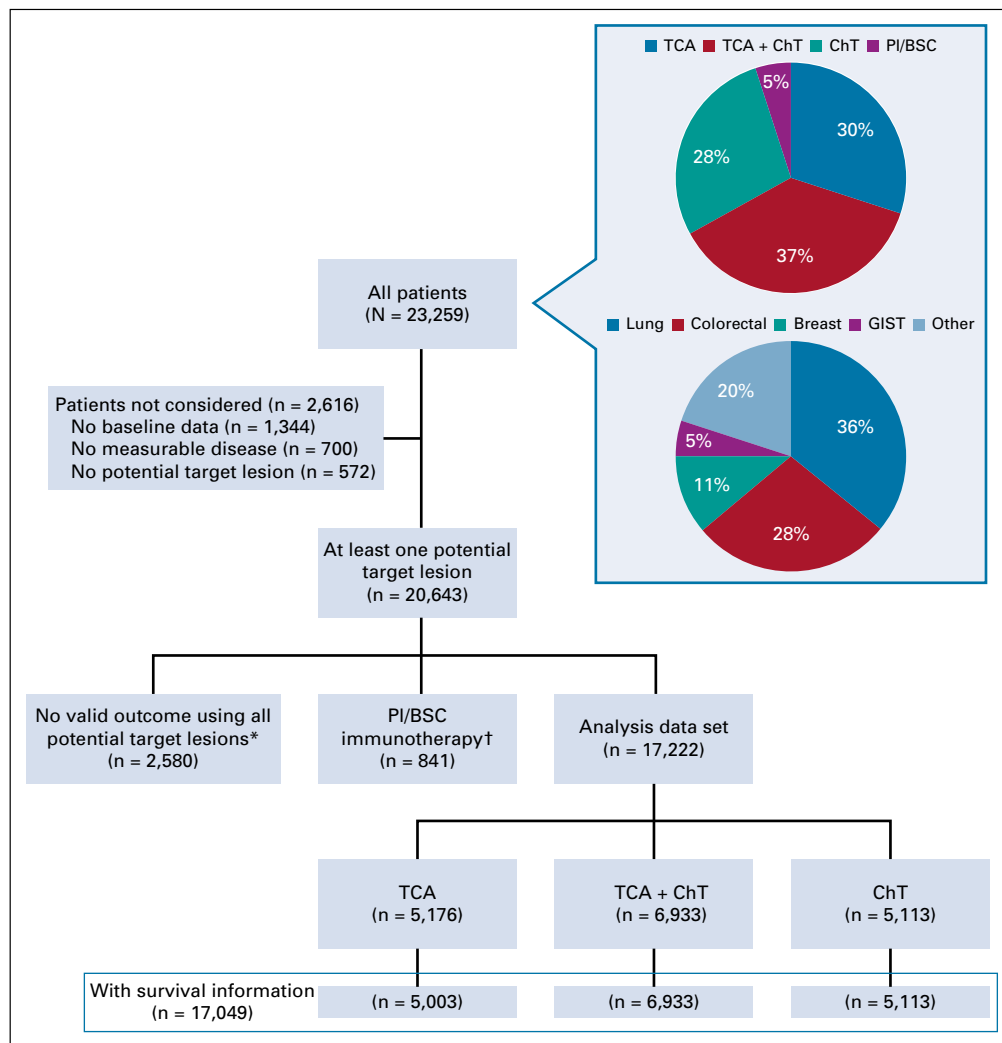 TCA TCA + ChT ChT PI/BSC
5%
30%
28%
37%
All patients
(N = 23,259)
Lung Colorectal Breast GIST Other
20%
36%
5%
11%
28%
Patients not considered (n = 2,616)
No baseline data (n = 1,344)
No measurable disease (n = 700)
No potential target lesion (n = 572)
At least one potential
target lesion
(n = 20,643)
No valid outcome using all
potential target lesions*
(n = 2,580)
PI/BSC
immunotherapy†
(n = 841)
Analysis data set
(n = 17,222)
TCA
(n = 5,176)
TCA + ChT
(n = 6,933)
ChT
(n = 5,113)
With survival information
(n = 17,049)
(n = 5,003)
(n = 6,933)
(n = 5,113)